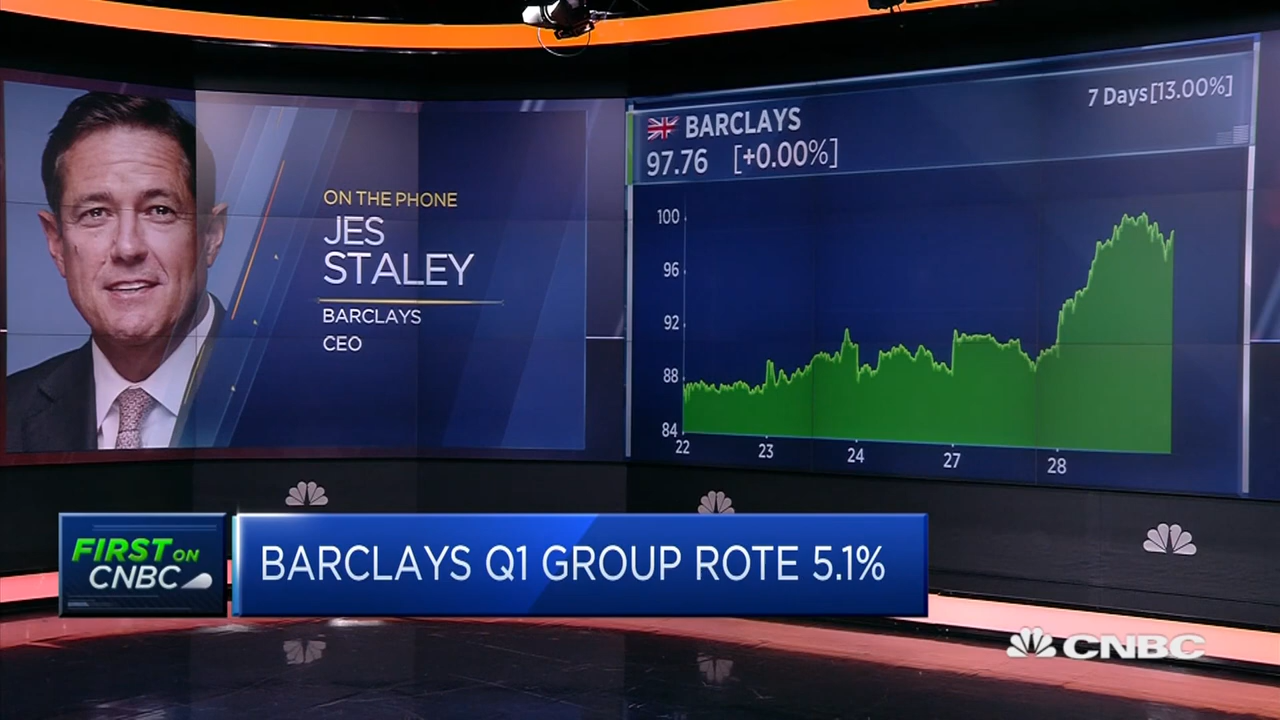 ON THE PHONE
JES
STALEY
BARCLAYS
CEO
BARCLAYS
97.76 [+0.00%]
7 Days[13.00%]
100
96
92
88
84
22 23 24 27 28
FIRST ON
CNBC
BARCLAYS Q1 GROUP ROTE 5.1%
CNBC